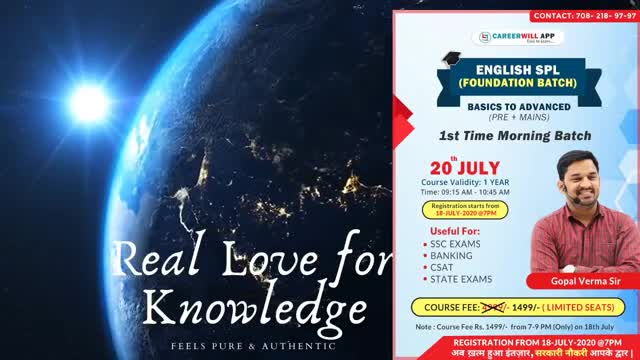 Real Love for
Knowledge
FEELS PURE & AUTHENTIC
CONTACT: 708- 218- 97-97
CAREERWILL APP
ENGLISH SPL
(FOUNDATION BATCH)
BASICS TO ADVANCED
(PRE + MAINS)
1st Time Morning Batch
20th JULY
Course Validity: 1 YEAR
Time: 09:15 AM - 10:45 AM
Registration starts from
18-JULY-2020 @7PM
Useful For:
• SSC EXAMS
• BANKING
• CSAT
• STATE EXAMS
Gopal Verma Sir
COURSE FEE: 4999/- 1499/- ( LIMITED SEATS)
Note : Course Fee Rs. 1499/- from 7-9 PM (Only) on 18th July
REGISTRATION FROM 18-JULY-2020 @7PM
अब ख़त्म हुआ इंतज़ार, सरकारी नौकरी आपके द्वार |